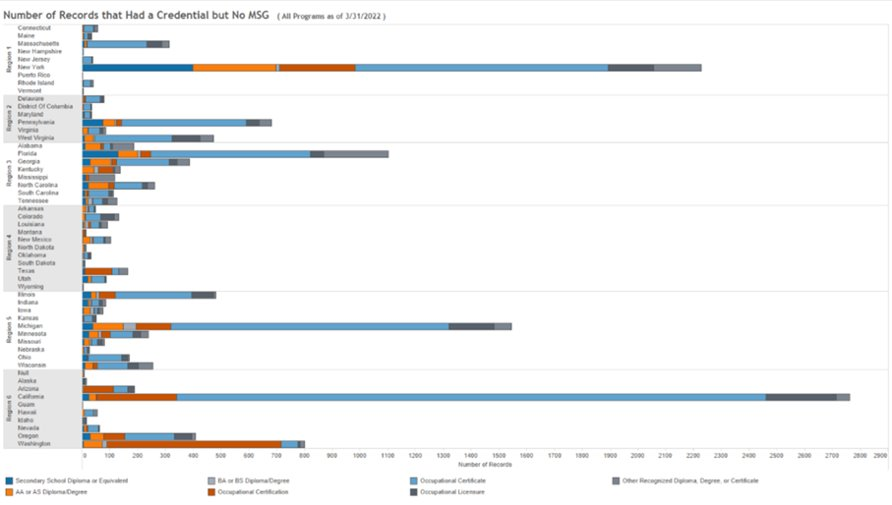 Number of Records that Had a Credential but No MSG ( All Programs as of 3/31/2022 )
Region 1
Connecticut
Maine
Massachusetts
New Hampshire
New Jersey
New York
Puerto Rico
Rhode Island
Vermont
Region 2
Delaware
District Of Columbia
Maryland
Pennsylvania
Virginia
West Virginia
Region 3
Alabama
Florida
Georgia
Kentucky
Mississippi
North Carolina
South Carolina
Tennessee
Region 4
Arkansas
Colorado
Louisiana
Montana
New Mexico
North Dakota
Oklahoma
South Dakota
Texas
Utah
Wyoming
Region 5
Illinois
Indiana
Iowa
Kansas
Michigan
Minnesota
Missouri
Nebraska
Ohio
Wisconsin
Region 6
Null
Alaska
Arizona
California
Guam
Hawaii
Idaho
Nevada
Oregon
Washington
0 100 200 300 400 500 600 700 800 900 1000 1100 1200 1300 1400 1500 1600 1700 1800 1900 2000 2100 2200 2300 2400 2500 2600 2700 2800 2900
Number of Records
Secondary School Diploma or Equivalent BA or BS Diploma/Degree Occupational Certificate Other Recognized Diploma, Degree, or Certificate
AA or AS Diploma/Degree Occupational Certification Occupational Licensure